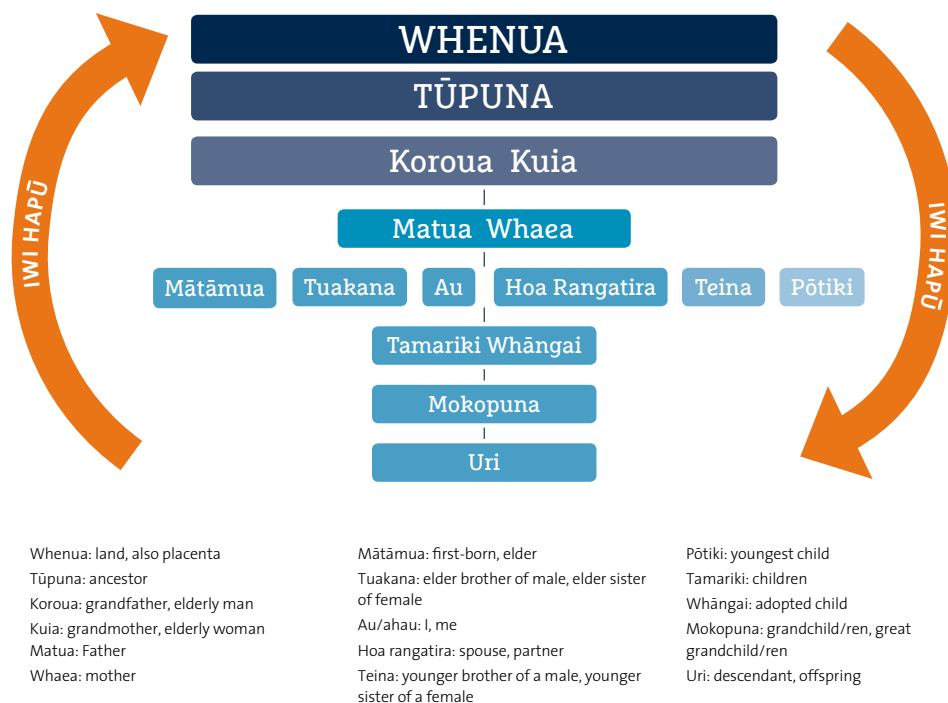 WHENUA
TŪPUNA
Koroua Kuia
Matua Whaea
Mātāmua Tuakana Au Hoa Rangatira Teina Pōtiki
Tamariki Whāngai
Mokopuna
Uri
IWI HAPŪ
IWI HAPŪ
Whenua: land, also placenta
Tūpuna: ancestor
Koroua: grandfather, elderly man
Kuia: grandmother, elderly woman
Matua: Father
Whaea: mother
Mātāmua: first-born, elder
Tuakana: elder brother of male, elder sister
of female
Au/ahau: I, me
Hoa rangatira: spouse, partner
Teina: younger brother of a male, younger
sister of a female
Pōtiki: youngest child
Tamariki: children
Whāngai: adopted child
Mokopuna: grandchild/ren, great
grandchild/ren
Uri: descendant, offspring